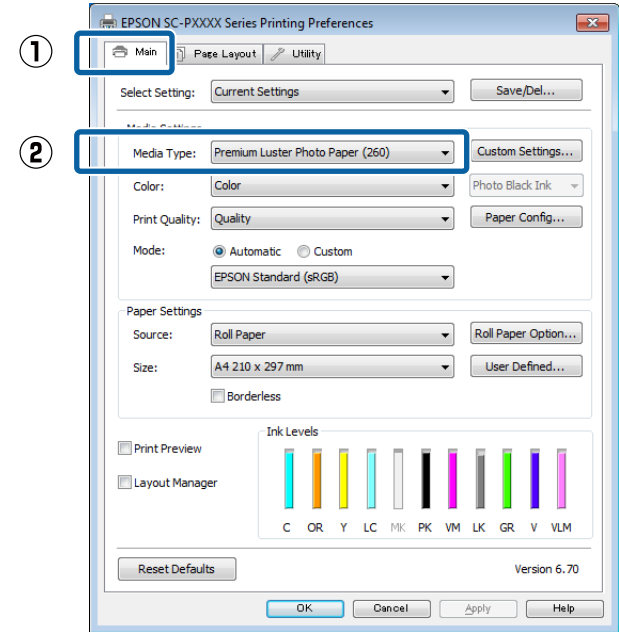 EPSON SC-PXXXX Series Printing Preferences
1
Main Page Layout Utility
Select Setting: Current Settings Save/Del...
Media Settings
2
Media Type: Premium Luster Photo Paper (260) Custom Settings...
Color: Color Photo Black Ink
Print Quality: Quality Paper Config...
Mode: Automatic Custom
EPSON Standard (sRGB)
Paper Settings
Source: Roll Paper Roll Paper Option...
Size: A4 210 x 297 mm User Defined...
Borderless
Ink Levels
Print Preview
Layout Manager
C OR Y LC MK PK VM LK GR V VLM
Reset Defaults Version 6.70
OK Cancel Apply Help